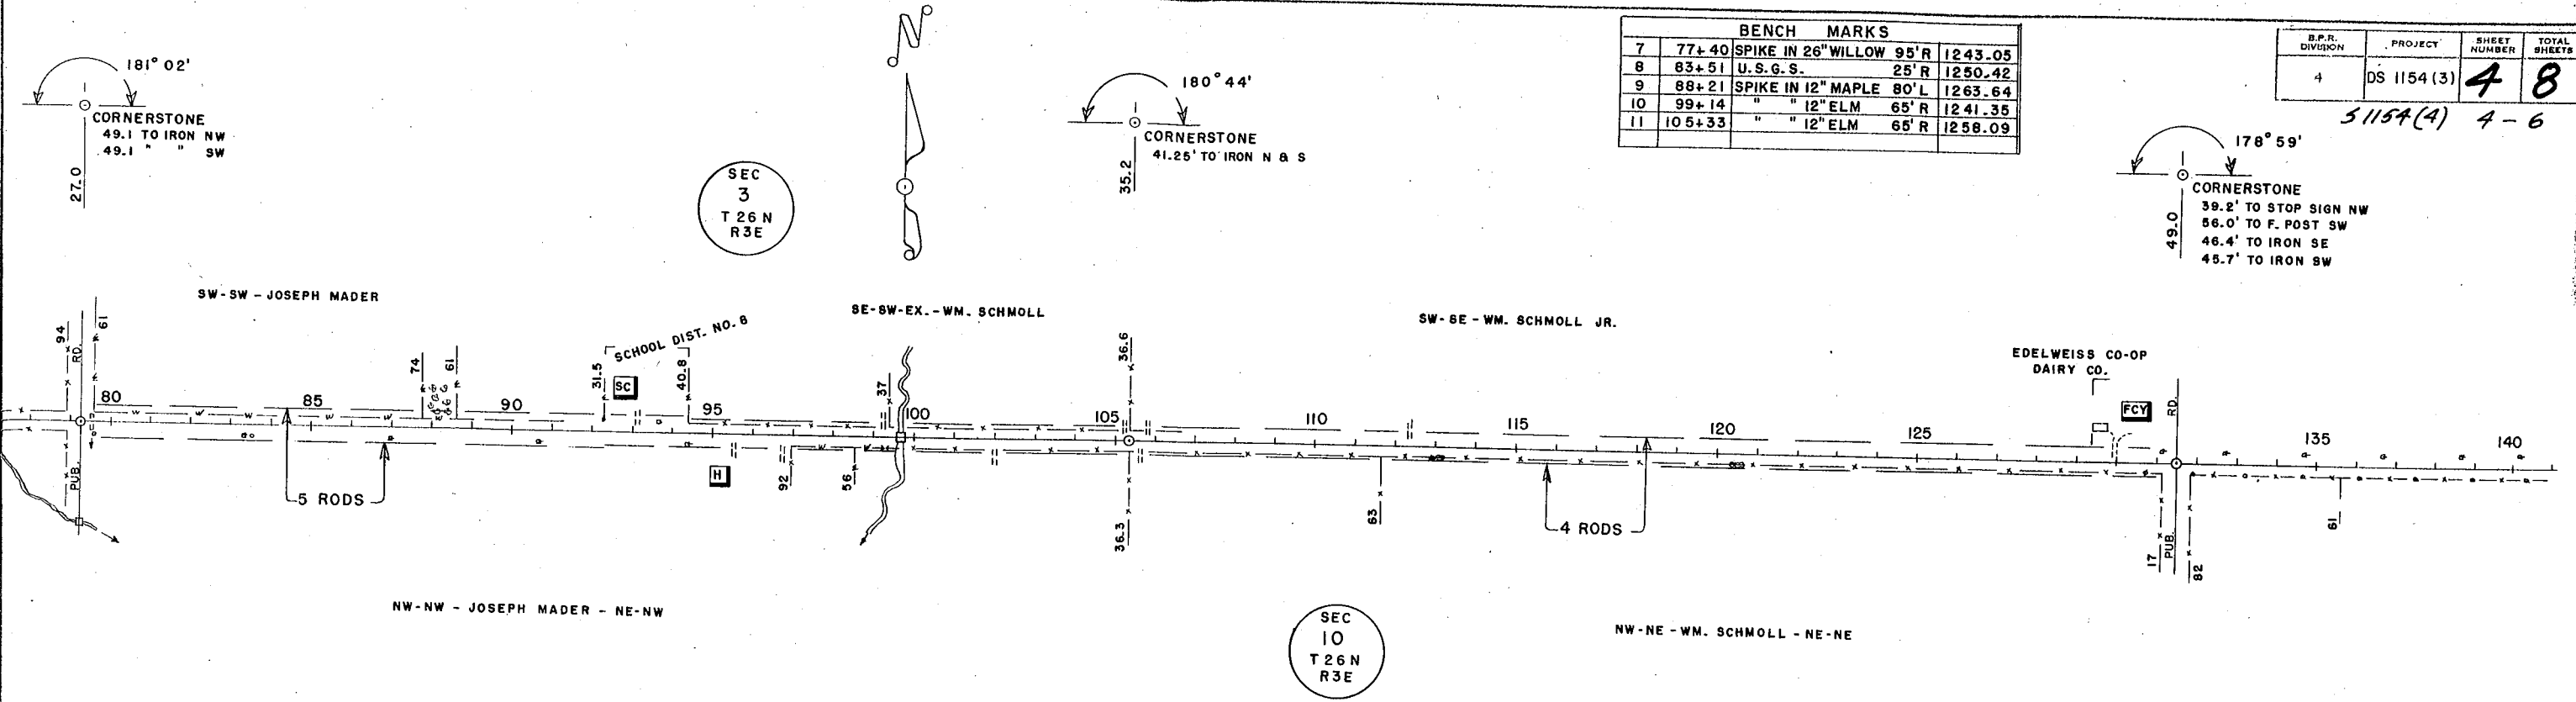 181° 02'
CORNERSTONE
49.1 TO IRON NW
49.1 " " SW
27.0
N
SEC
3
T 26 N
R3E
180° 44'
CORNERSTONE
41.25' TO IRON N & S
35.2
BENCH MARKS
7 77+40 SPIKE IN 26" WILLOW 95'R 1243.05
8 83+51 U.S.G.S. 25'R 1250.42
9 88+21 SPIKE IN 12" MAPLE 80'L 1263.64
10 99+14 " " 12" ELM 65'R 1241.35
11 105+33 " " 12" ELM 65'R 1258.09
B.P.R. DIVISION PROJECT SHEET NUMBER TOTAL SHEETS
4 DS 1154(3) 4 8
S1154(4) 4-6
178° 59'
CORNERSTONE
39.2' TO STOP SIGN NW
56.0' TO F. POST SW
46.4' TO IRON SE
45.7' TO IRON SW
49.0
SW-SW - JOSEPH MADER
SE-SW-EX. - WM. SCHMOLL
SW-SE - WM. SCHMOLL JR.
SCHOOL DIST. NO. 8
EDELWEISS CO-OP
DAIRY CO.
94
RD.
61
74
61
31.5
SC
40.8
37
36.6
FCY
RD.
80 85 90 95 100 105 110 115 120 125 135 140
PUB.
5 RODS
H
92
56
36.3
63
4 RODS
17
PUB.
82
61
NW-NW - JOSEPH MADER - NE-NW
SEC
10
T 26 N
R3E
NW-NE - WM. SCHMOLL - NE-NE